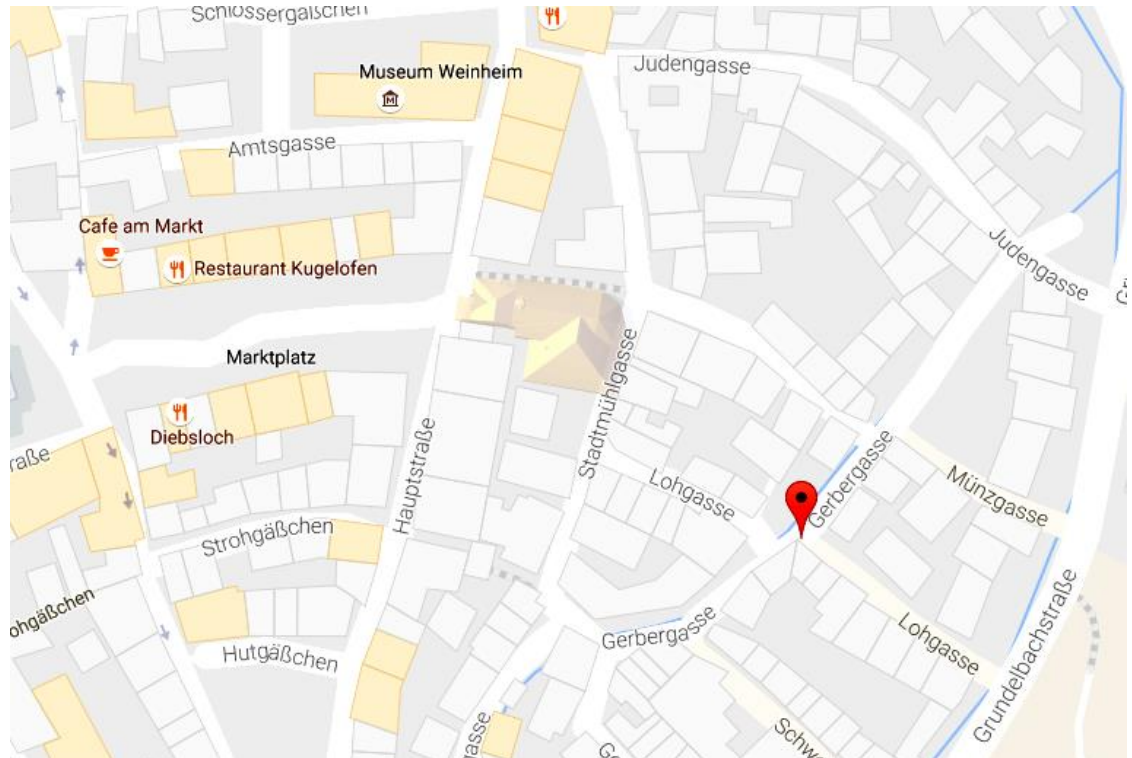 Schlossergäßchen
Museum Weinheim
Judengasse
Amtsgasse
Cafe am Markt
Restaurant Kugelofen
Judengasse
Marktplatz
Diebsloch
Stadtmühlgasse
Hauptstraße
Lohgasse
Gerbergasse
Münzgasse
Strohgäßchen
Gerbergasse
Lohgasse
Hutgäßchen
Grundelbachstraße